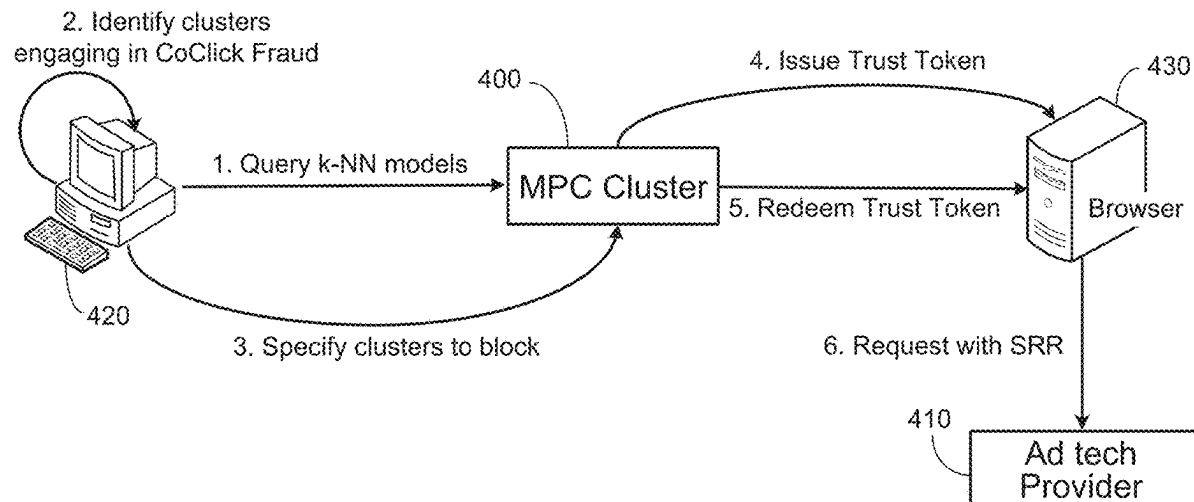 2. Identify clusters
engaging in CoClick Fraud
400
4. Issue Trust Token
430
1. Query k-NN models
MPC Cluster
5. Redeem Trust Token
Browser
420
3. Specify clusters to block
6. Request with SRR
410
Ad tech
Provider